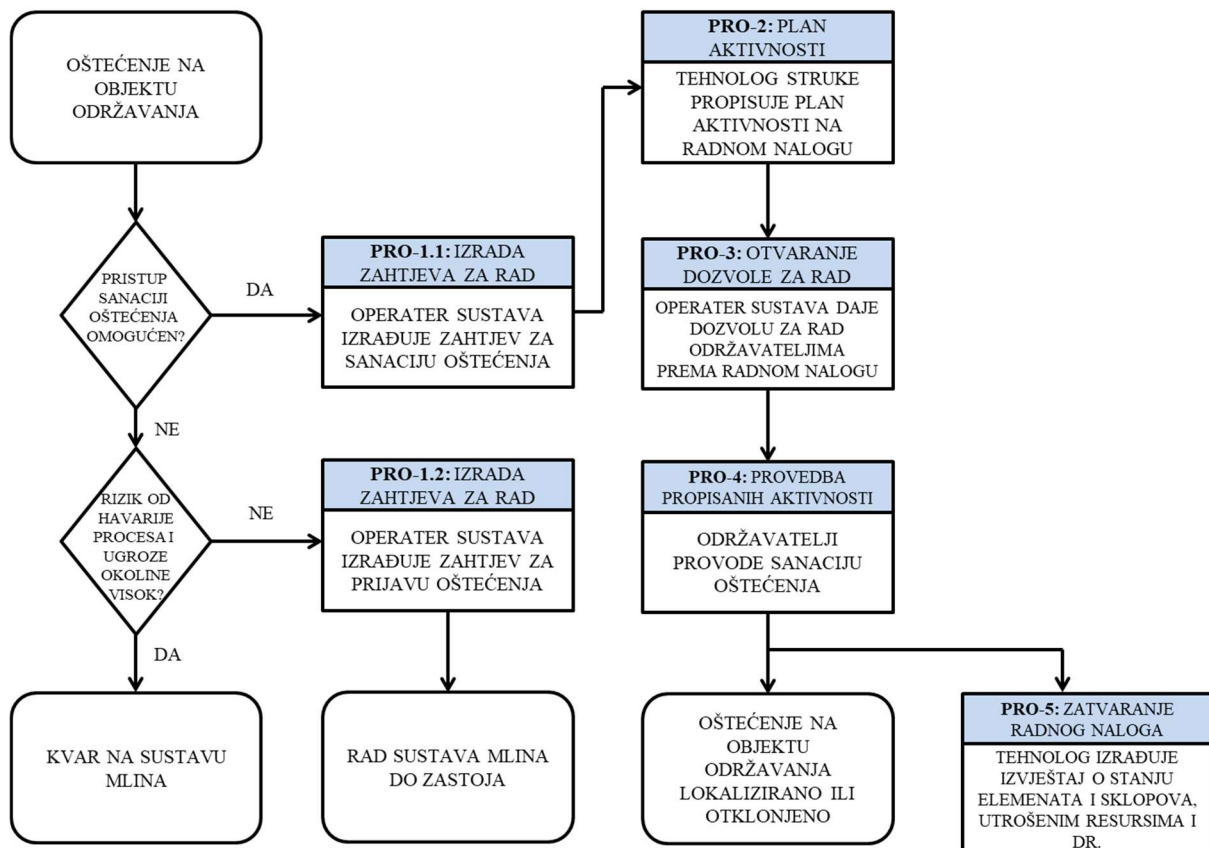 OŠTEĆENJE NA
OBJEKTU
ODRŽAVANJA
PRISTUP
SANACIJI
OŠTEĆENJA
OMOGUĆEN?
DA
NE
PRO-1.1: IZRADA
ZAHTJEVA ZA RAD
OPERATER SUSTAVA
IZRAĐUJE ZAHTJEV ZA
SANACIJU OŠTEĆENJA
RIZIK OD
HAVARIJE
PROCESA I
UGROZE
OKOLINE
VISOK?
NE
DA
PRO-1.2: IZRADA
ZAHTJEVA ZA RAD
OPERATER SUSTAVA
IZRAĐUJE ZAHTJEV ZA
PRIJAVU OŠTEĆENJA
KVAR NA SUSTAVU
MLINA
RAD SUSTAVA MLINA
DO ZASTOJA
PRO-2: PLAN
AKTIVNOSTI
TEHNOLOG STRUKE
PROPISUJE PLAN
AKTIVNOSTI NA
RADNOM NALOGU
PRO-3: OTVARANJE
DOZVOLE ZA RAD
OPERATER SUSTAVA DAJE
DOZVOLU ZA RAD
ODRŽAVATELJIMA
PREMA RADNOM NALOGU
PRO-4: PROVEDBA
PROPISANIH AKTIVNOSTI
ODRŽAVATELJI
PROVODE SANACIJU
OŠTEĆENJA
OŠTEĆENJE NA
OBJEKTU
ODRŽAVANJA
LOKALIZIRANO ILI
OTKLONJENO
PRO-5: ZATVARANJE
RADNOG NALOGA
TEHNOLOG IZRAĐUJE
IZVJEŠTAJ O STANJU
ELEMENATA I SKLOPOVA,
UTROŠENIM RESURSIMA I
DR.